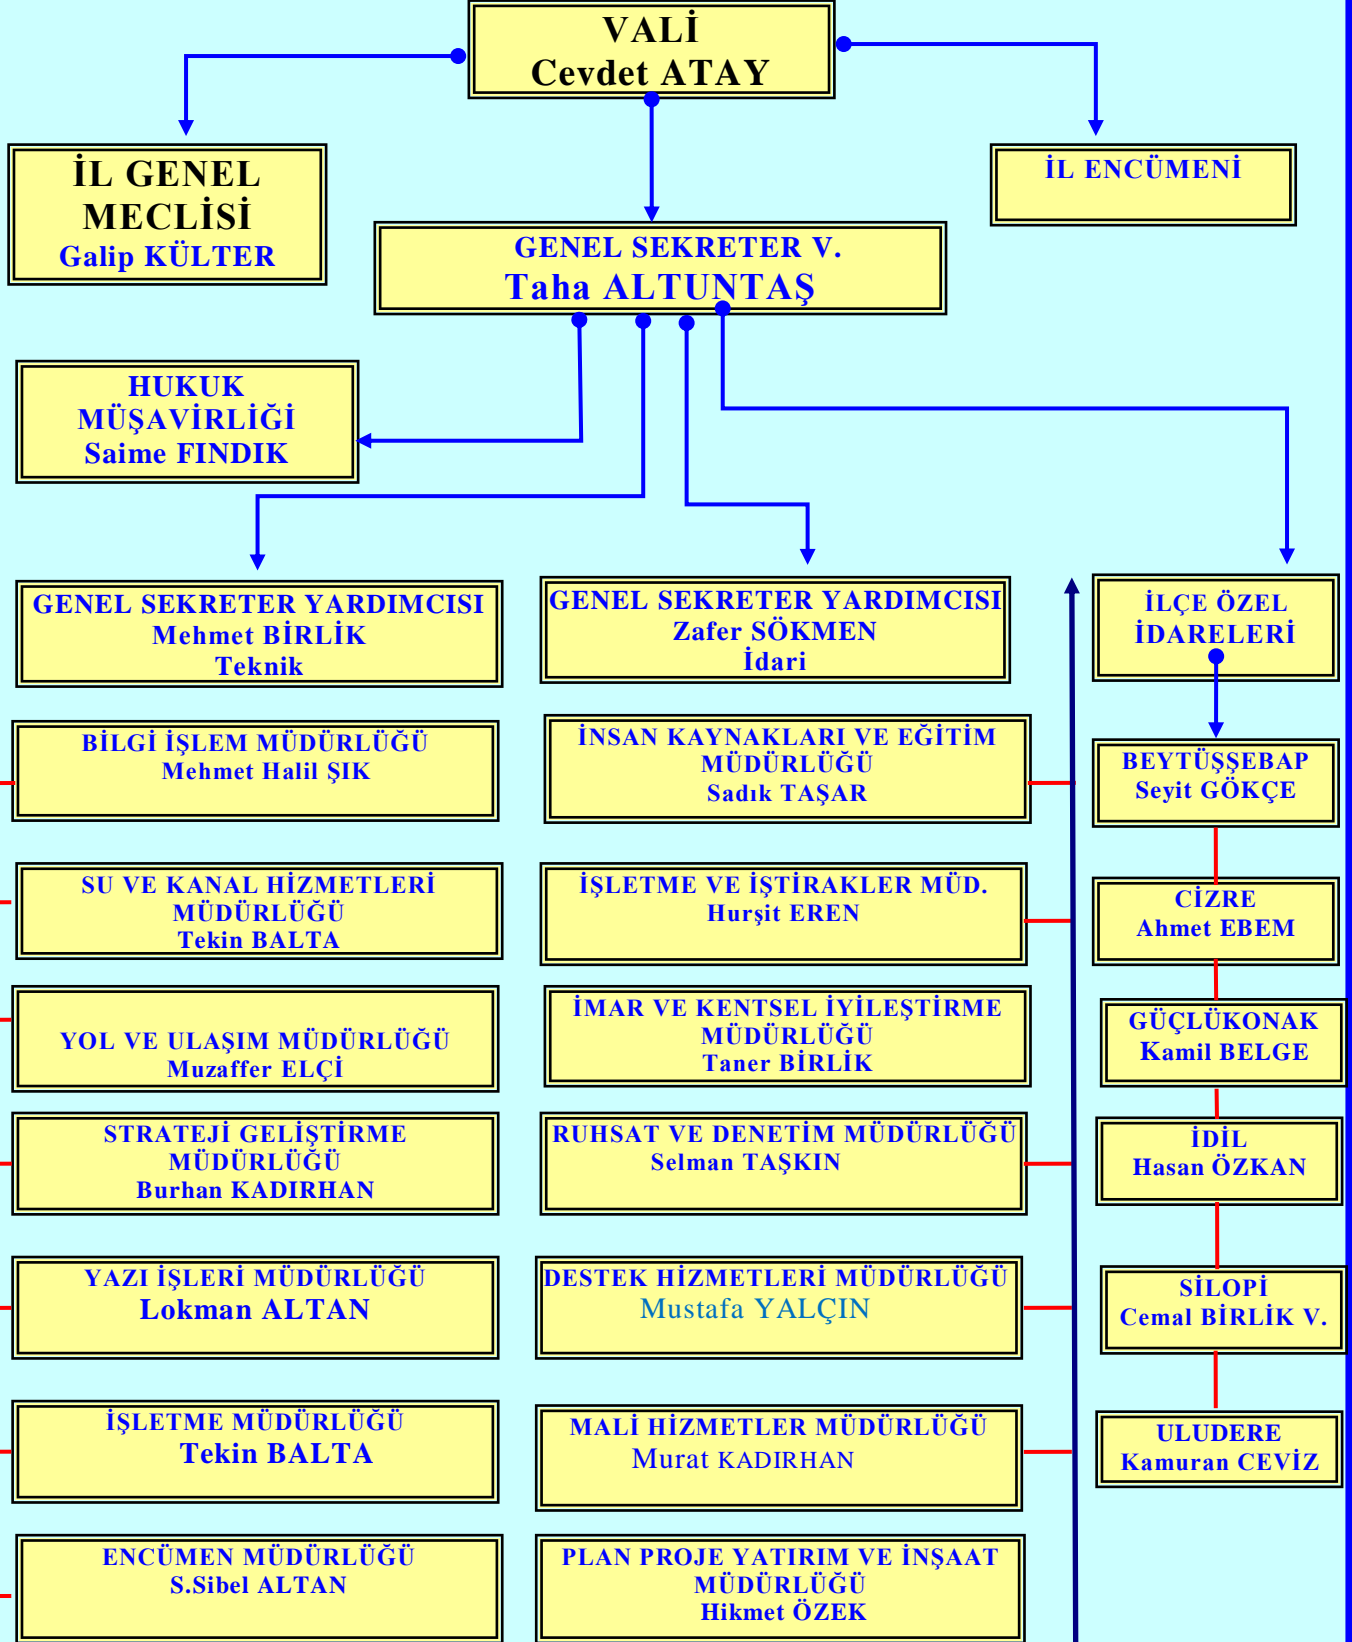 VALİ
Cevdet ATAY
İL GENEL
MECLİSİ
Galip KÜLTER
İL ENCÜMENİ
GENEL SEKRETER V.
Taha ALTUNTAŞ
HUKUK
MÜŞAVİRLİĞİ
Saime FINDIK
GENEL SEKRETER YARDIMCISI
Mehmet BİRLİK
Teknik
GENEL SEKRETER YARDIMCISI
Zafer SÖKMEN
İdari
İLÇE ÖZEL
İDARELERİ
BİLGİ İŞLEM MÜDÜRLÜĞÜ
Mehmet Halil ŞIK
İNSAN KAYNAKLARI VE EĞİTİM
MÜDÜRLÜĞÜ
Sadık TAŞAR
BEYTÜŞŞEBAP
Seyit GÖKÇE
SU VE KANAL HİZMETLERİ
MÜDÜRLÜĞÜ
Tekin BALTA
İŞLETME VE İŞTİRAKLER MÜD.
Hurşit EREN
CİZRE
Ahmet EBEM
YOL VE ULAŞIM MÜDÜRLÜĞÜ
Muzaffer ELÇİ
İMAR VE KENTSEL İYİLEŞTİRME
MÜDÜRLÜĞÜ
Taner BİRLİK
GÜÇLÜKONAK
Kamil BELGE
STRATEJİ GELİŞTİRME
MÜDÜRLÜĞÜ
Burhan KADIRHAN
RUHSAT VE DENETİM MÜDÜRLÜĞÜ
Selman TAŞKIN
İDİL
Hasan ÖZKAN
YAZI İŞLERİ MÜDÜRLÜĞÜ
Lokman ALTAN
DESTEK HİZMETLERİ MÜDÜRLÜĞÜ
Mustafa YALÇIN
SİLOPİ
Cemal BİRLİK V.
İŞLETME MÜDÜRLÜĞÜ
Tekin BALTA
MALİ HİZMETLER MÜDÜRLÜĞÜ
Murat KADIRHAN
ULUDERE
Kamuran CEVİZ
ENCÜMEN MÜDÜRLÜĞÜ
S.Sibel ALTAN
PLAN PROJE YATIRIM VE İNŞAAT
MÜDÜRLÜĞÜ
Hikmet ÖZEK